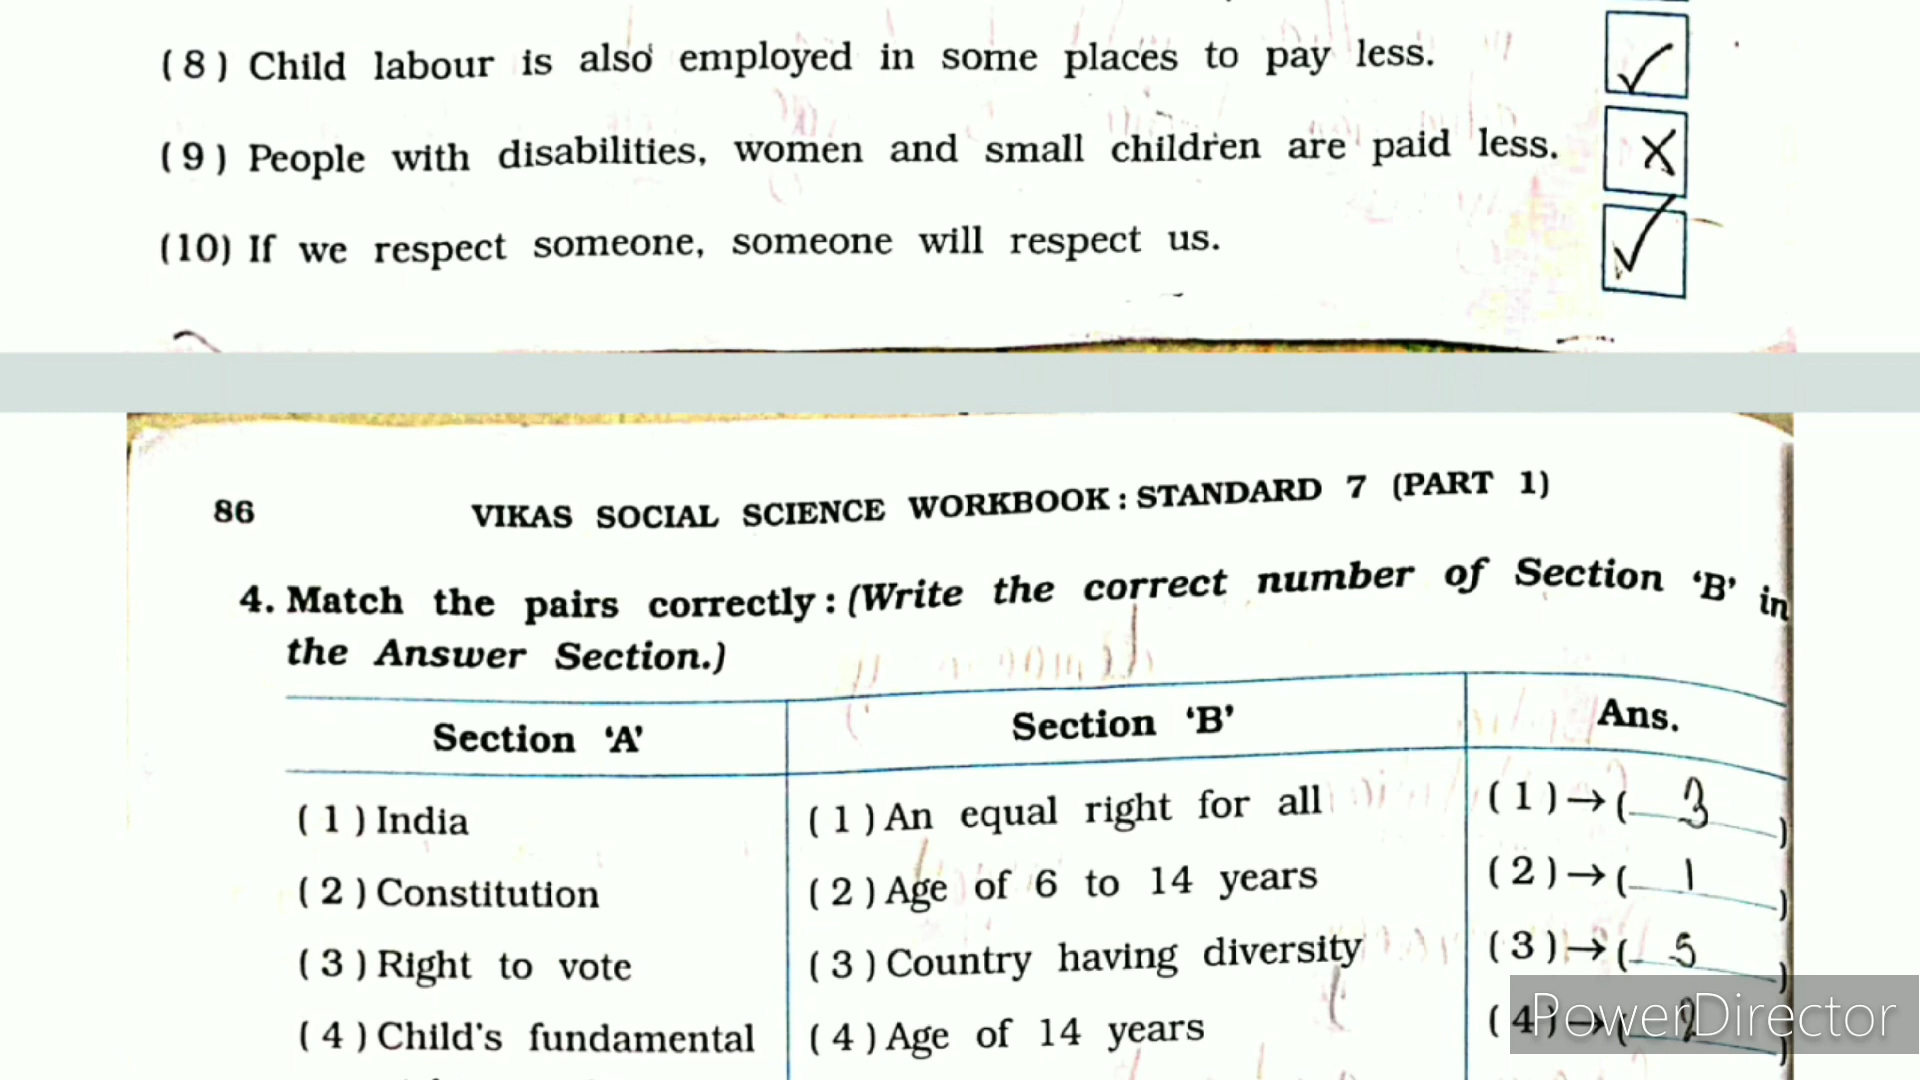 (8) Child labour is also employed in some places to pay less. ✓
(9) People with disabilities, women and small children are paid less. X
(10) If we respect someone, someone will respect us. ✓
86 VIKAS SOCIAL SCIENCE WORKBOOK : STANDARD 7 (PART 1)
4. Match the pairs correctly : (Write the correct number of Section ‘B’ in
the Answer Section.)
Section ‘A’ Section ‘B’ Ans.
(1) India (1) An equal right for all (1)→( 3 )
(2) Constitution (2) Age of 6 to 14 years (2)→( 1 )
(3) Right to vote (3) Country having diversity (3)→( 5 )
(4) Child's fundamental (4) Age of 14 years (4)→( 2 )
PowerDirector